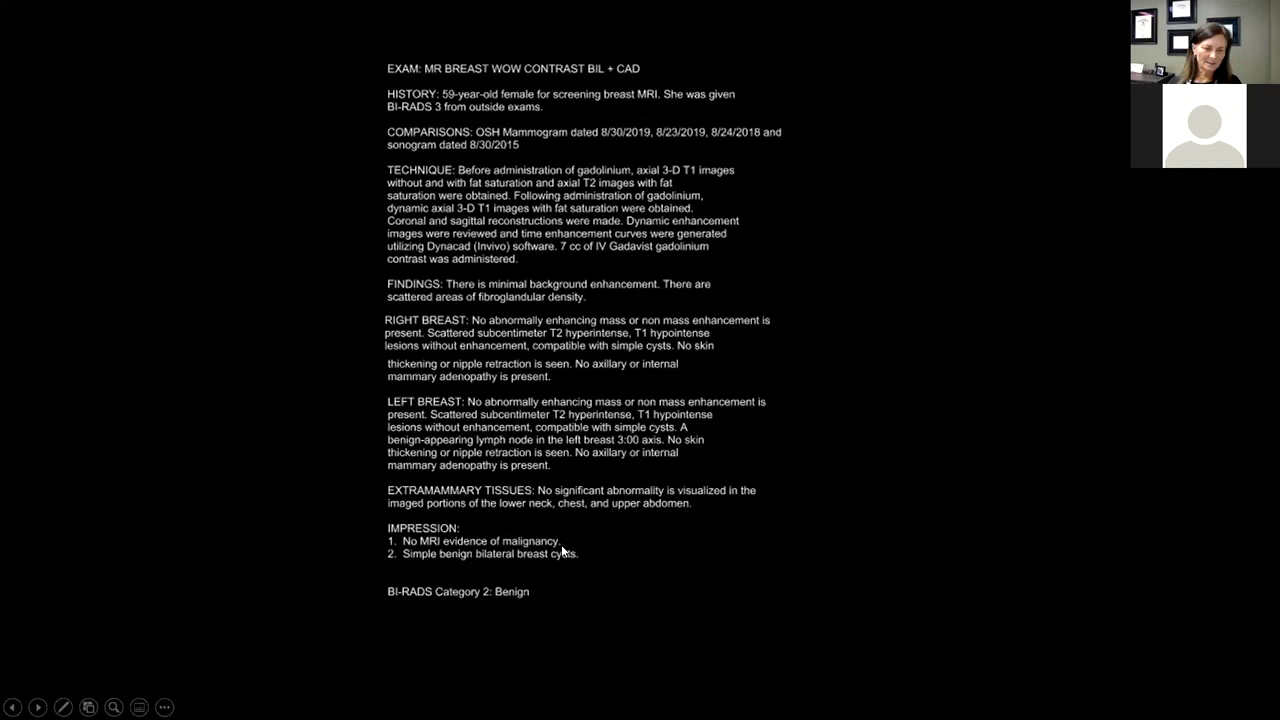 EXAM: MR BREAST WOW CONTRAST BIL + CAD
HISTORY: 59-year-old female for screening breast MRI. She was given
BI-RADS 3 from outside exams.
COMPARISONS: OSH Mammogram dated 8/30/2019, 8/23/2019, 8/24/2018 and
sonogram dated 8/30/2015
TECHNIQUE: Before administration of gadolinium, axial 3-D T1 images
without and with fat saturation and axial T2 images with fat
saturation were obtained. Following administration of gadolinium,
dynamic axial 3-D T1 images with fat saturation were obtained.
Coronal and sagittal reconstructions were made. Dynamic enhancement
images were reviewed and time enhancement curves were generated
utilizing Dynacad (Invivo) software. 7 cc of IV Gadavist gadolinium
contrast was administered.
FINDINGS: There is minimal background enhancement. There are
scattered areas of fibroglandular density.
RIGHT BREAST: No abnormally enhancing mass or non mass enhancement is
present. Scattered subcentimeter T2 hyperintense, T1 hypointense
lesions without enhancement, compatible with simple cysts. No skin
thickening or nipple retraction is seen. No axillary or internal
mammary adenopathy is present.
LEFT BREAST: No abnormally enhancing mass or non mass enhancement is
present. Scattered subcentimeter T2 hyperintense, T1 hypointense
lesions without enhancement, compatible with simple cysts. A
benign-appearing lymph node in the left breast 3:00 axis. No skin
thickening or nipple retraction is seen. No axillary or internal
mammary adenopathy is present.
EXTRAMAMMARY TISSUES: No significant abnormality is visualized in the
imaged portions of the lower neck, chest, and upper abdomen.
IMPRESSION:
1. No MRI evidence of malignancy.
2. Simple benign bilateral breast cysts.
BI-RADS Category 2: Benign